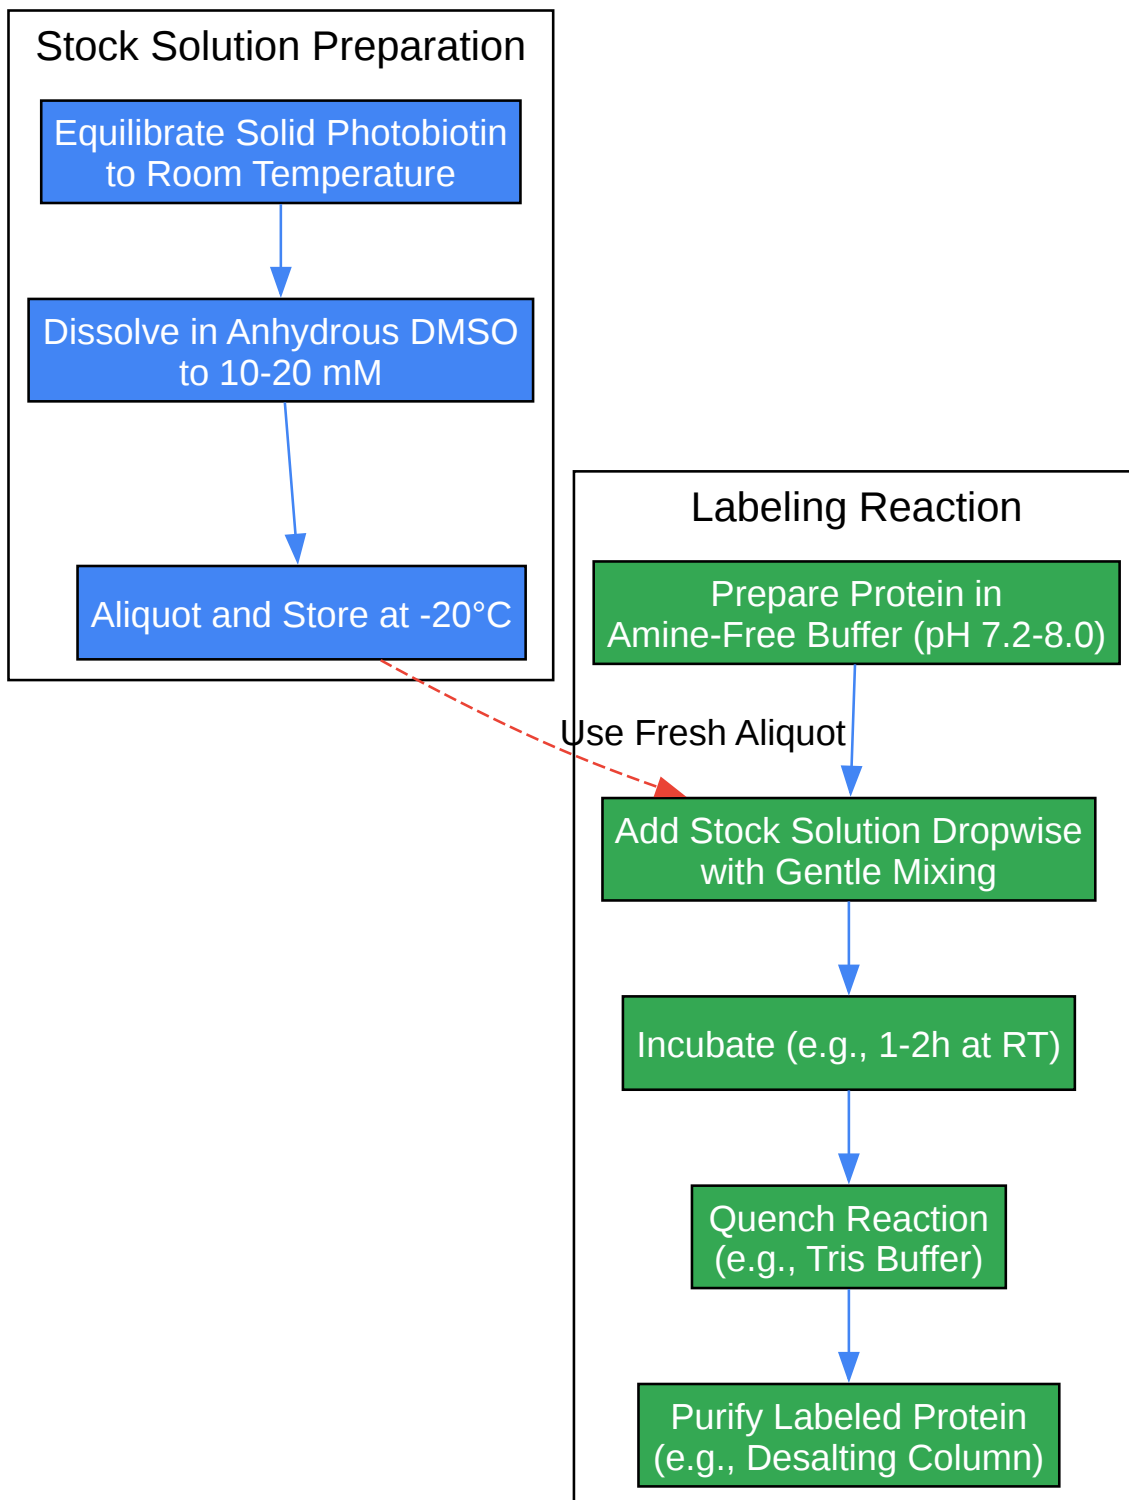 Stock Solution Preparation
Equilibrate Solid Photobiotin
to Room Temperature
Dissolve in Anhydrous DMSO
to 10-20 mM
Aliquot and Store at -20°C
Labeling Reaction
Prepare Protein in
Amine-Free Buffer (pH 7.2-8.0)
Use Fresh Aliquot
Add Stock Solution Dropwise
with Gentle Mixing
Incubate (e.g., 1-2h at RT)
Quench Reaction
(e.g., Tris Buffer)
Purify Labeled Protein
(e.g., Desalting Column)